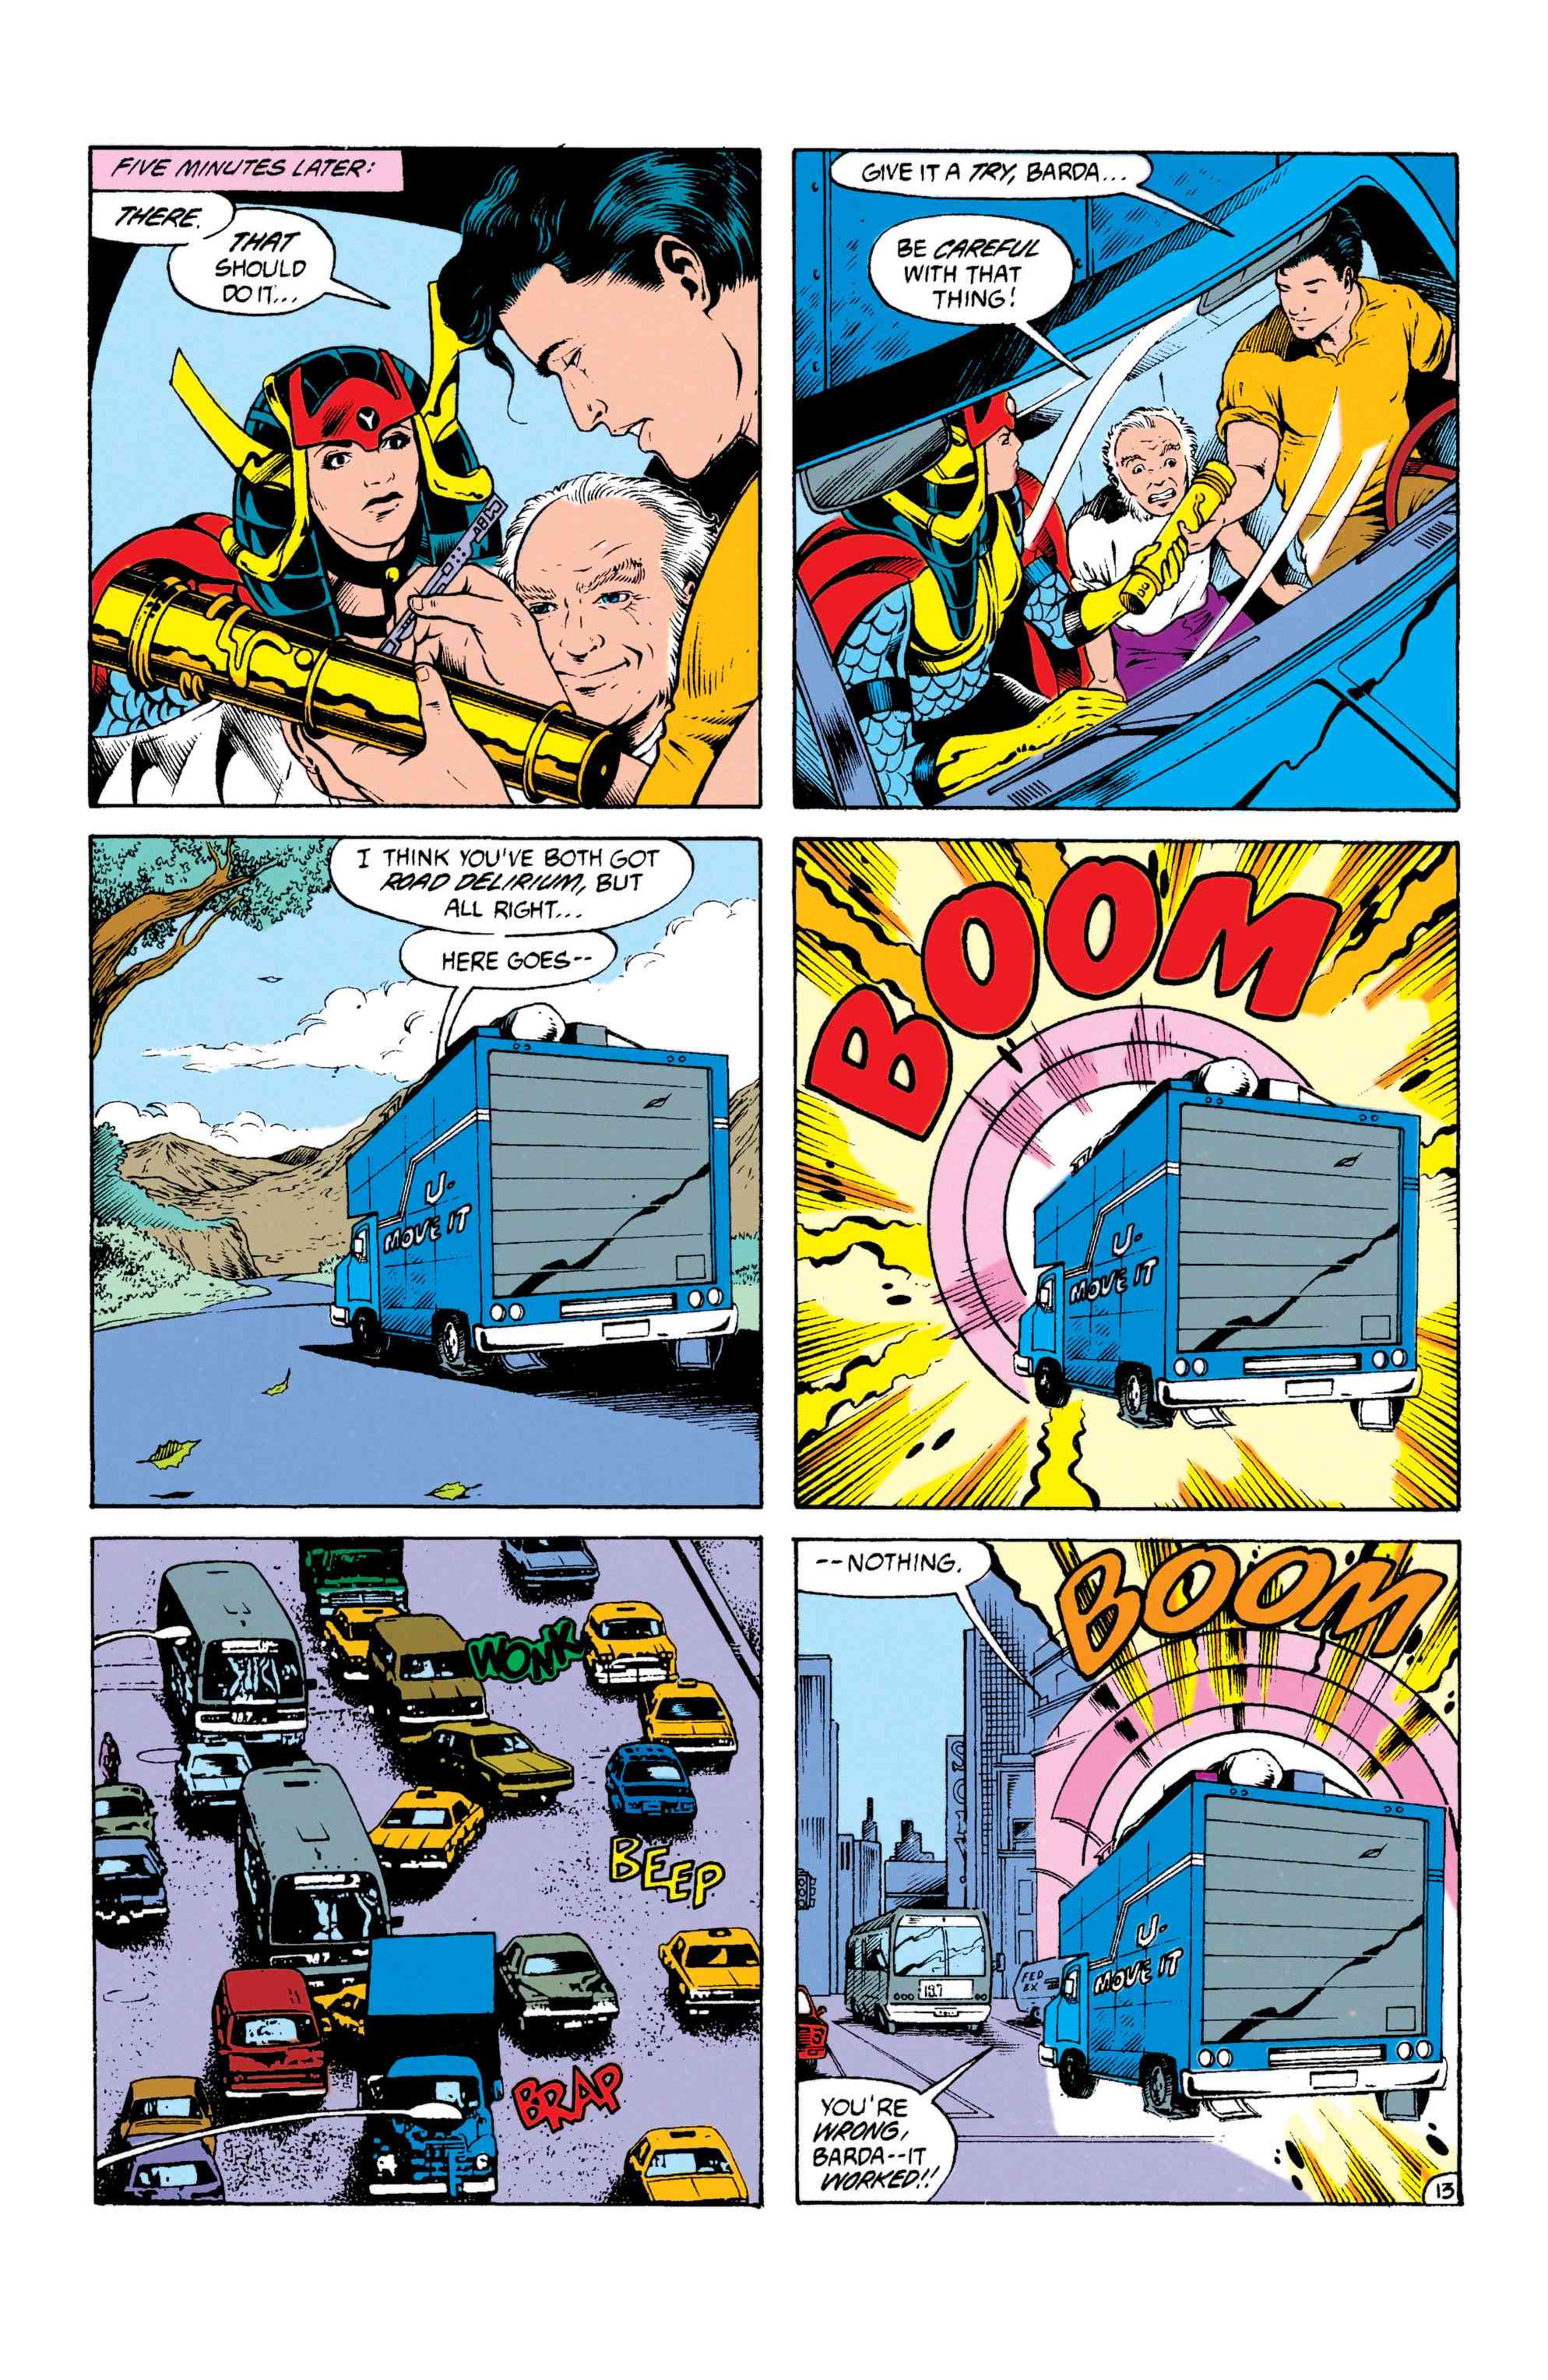 FIVE MINUTES LATER:
THERE.
THAT
SHOULD
DO IT...
GIVE IT A TRY, BARDA...
BE CAREFUL
WITH THAT
THING!
I THINK YOU'VE BOTH GOT
ROAD DELIRIUM, BUT
ALL RIGHT...
HERE GOES--
U-
MOVE IT
BOOM
U-
MOVE IT
WONK
BEEP
BRAP
--NOTHING.
BOOM
U-
MOVE IT
FED
EX
YOU'RE
WRONG,
BARDA--IT
WORKED!!
13